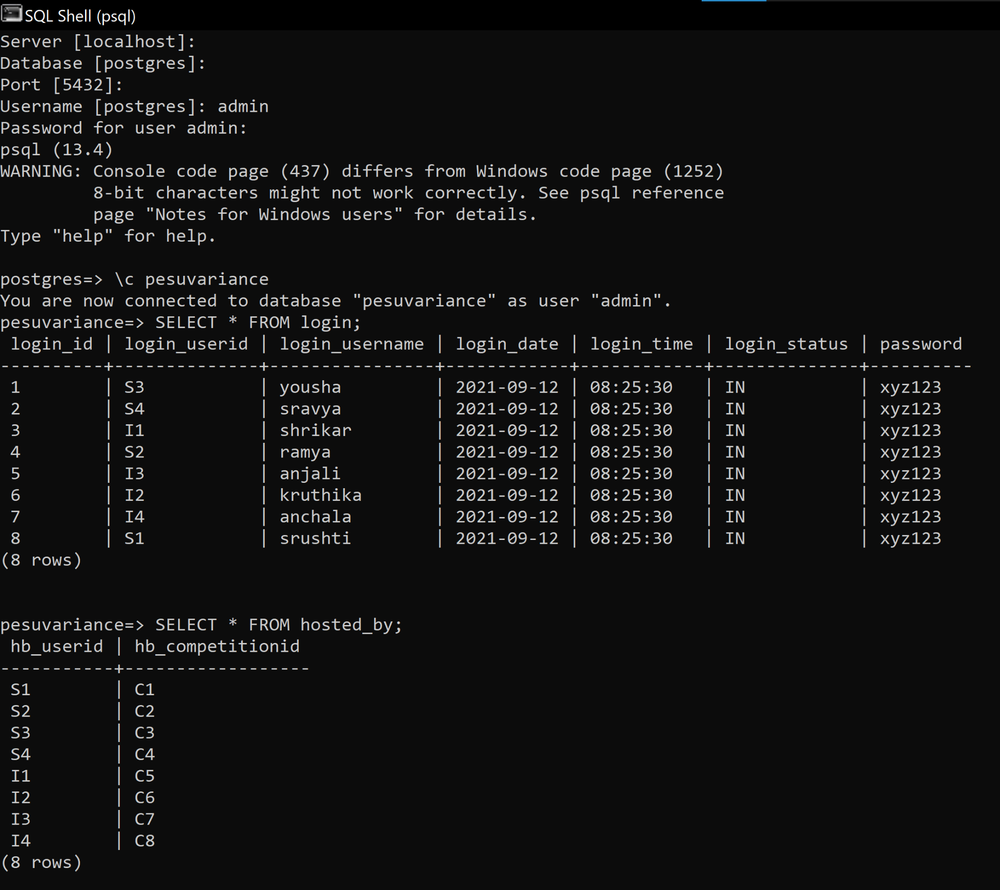 SQL Shell (psql)
Server [localhost]:
Database [postgres]:
Port [5432]:
Username [postgres]: admin
Password for user admin:
psql (13.4)
WARNING: Console code page (437) differs from Windows code page (1252)
         8-bit characters might not work correctly. See psql reference
         page "Notes for Windows users" for details.
Type "help" for help.

postgres=> \c pesuvariance
You are now connected to database "pesuvariance" as user "admin".
pesuvariance=> SELECT * FROM login;
 login_id | login_userid | login_username | login_date | login_time | login_status | password
----------+--------------+----------------+------------+------------+--------------+----------
 1        | S3           | yousha         | 2021-09-12 | 08:25:30   | IN           | xyz123
 2        | S4           | sravya         | 2021-09-12 | 08:25:30   | IN           | xyz123
 3        | I1           | shrikar        | 2021-09-12 | 08:25:30   | IN           | xyz123
 4        | S2           | ramya          | 2021-09-12 | 08:25:30   | IN           | xyz123
 5        | I3           | anjali         | 2021-09-12 | 08:25:30   | IN           | xyz123
 6        | I2           | kruthika       | 2021-09-12 | 08:25:30   | IN           | xyz123
 7        | I4           | anchala        | 2021-09-12 | 08:25:30   | IN           | xyz123
 8        | S1           | srushti        | 2021-09-12 | 08:25:30   | IN           | xyz123
(8 rows)

pesuvariance=> SELECT * FROM hosted_by;
 hb_userid | hb_competitionid
-----------+------------------
 S1        | C1
 S2        | C2
 S3        | C3
 S4        | C4
 I1        | C5
 I2        | C6
 I3        | C7
 I4        | C8
(8 rows)